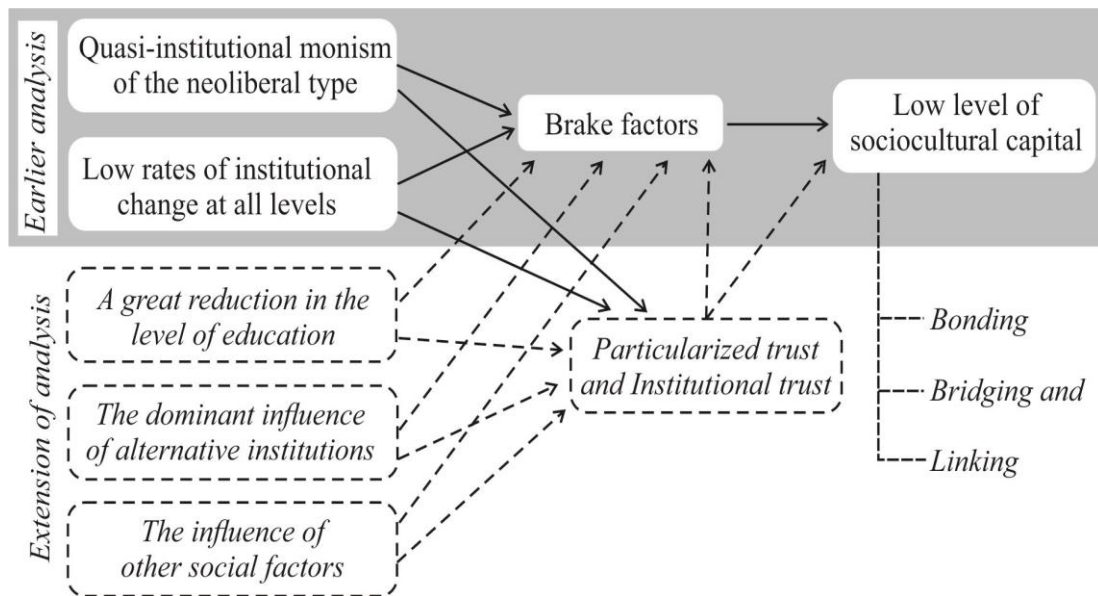 Earlier analysis
Quasi-institutional monism
of the neoliberal type
Low rates of institutional
change at all levels
Brake factors
Low level of
sociocultural capital
Extension of analysis
A great reduction in the
level of education
The dominant influence
of alternative institutions
The influence of
other social factors
Particularized trust
and Institutional trust
Bonding
Bridging and
Linking